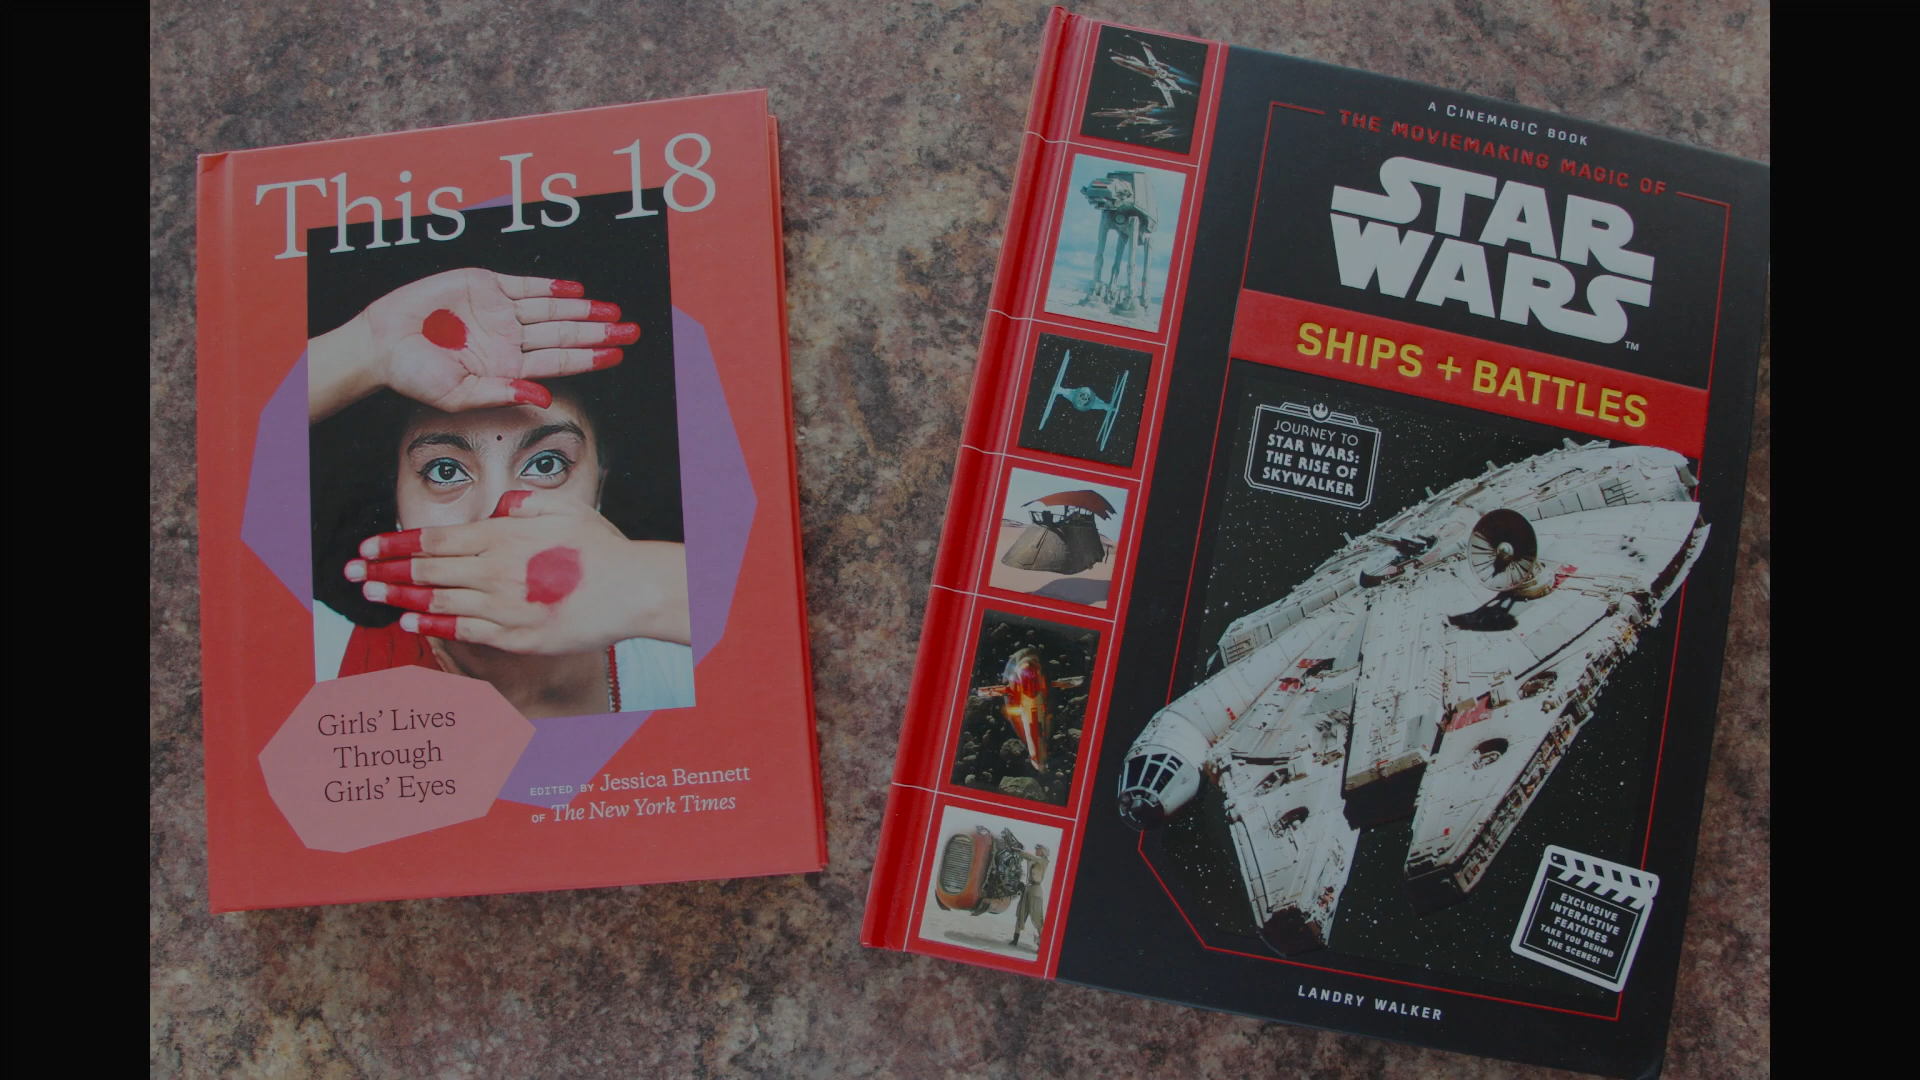 This Is 18
Girls' Lives
Through
Girls' Eyes
EDITED BY Jessica Bennett
OF The New York Times
A CINEMAGIC BOOK
THE MOVIEMAKING MAGIC OF
STAR
WARS
™
SHIPS + BATTLES
JOURNEY TO
STAR WARS:
THE RISE OF
SKYWALKER
EXCLUSIVE
INTERACTIVE
FEATURES
TAKE YOU BEHIND
THE SCENES!
LANDRY WALKER